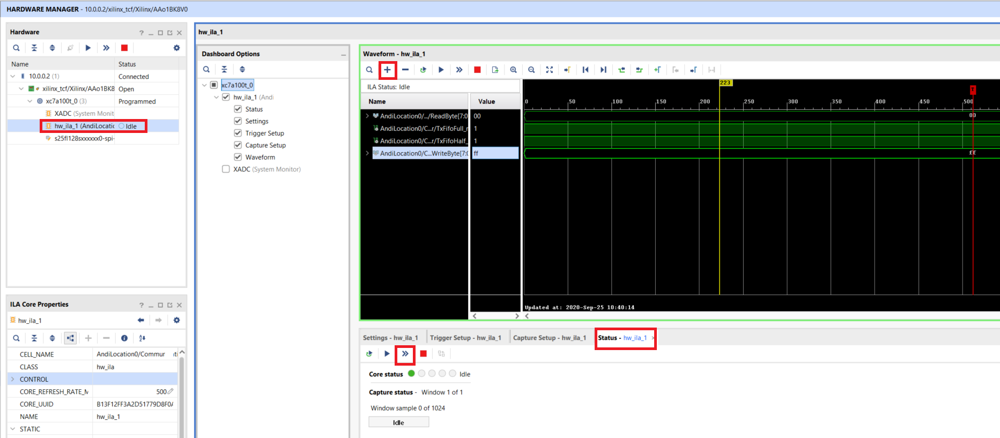 HARDWARE MANAGER - 10.0.0.2/xilinx_tcf/Xilinx/AAo1BK8V0
Hardware
Name Status
10.0.0.2 (1) Connected
xilinx_tcf/Xilinx/AAo1BK8 Open
xc7a100t_0 (3) Programmed
XADC (System Monit
hw_ila_1 (AndiLocatic Idle
s25fl128sxxxxxx0-spi-
ILA Core Properties
hw_ila_1
CELL_NAME AndiLocation0/Commur
CLASS hw_ila
CONTROL
CORE_REFRESH_RATE_M 500
CORE_UUID B13F12FF3A2D51779D8F0A
NAME hw_ila_1
STATIC
hw_ila_1
Dashboard Options
xc7a100t_0
hw_ila_1 (Andi
Status
Settings
Trigger Setup
Capture Setup
Waveform
XADC (System Monitor)
Waveform - hw_ila_1
ILA Status: Idle
Name Value
AndiLocation0/.../ReadByte[7:0 00
AndiLocation0/C...r/TxFifoFull_r 1
AndiLocation0/C...r/TxFifoHalf_ 1
AndiLocation0/C...WriteByte[7:0 ff
223
T
0 50 100 150 200 250 300 350 400 450 500
00
ff
Updated at: 2020-Sep-25 10:40:14
Settings - hw_ila_1 Trigger Setup - hw_ila_1 Capture Setup - hw_ila_1 Status - hw_ila_1
Core status Idle
Capture status - Window 1 of 1
Window sample 0 of 1024
Idle